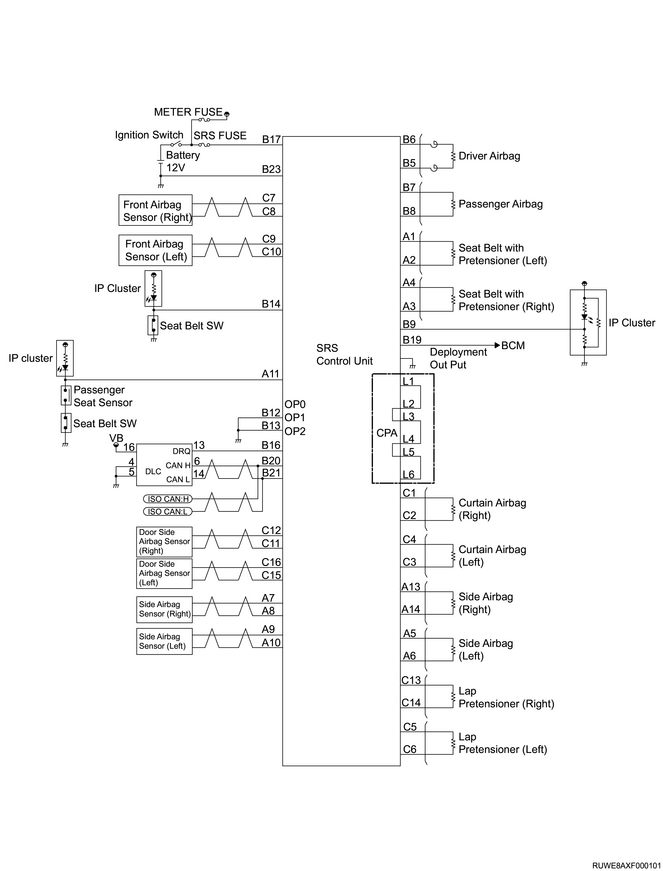 METER FUSE
Ignition Switch SRS FUSE B17
Battery
12V
B23
Front Airbag
Sensor (Right)
C7
C8
Front Airbag
Sensor (Left)
C9
C10
IP Cluster
B14
Seat Belt SW
IP cluster
A11
Passenger
Seat Sensor
Seat Belt SW
OP0
B12 OP1
B13 OP2
VB
16
4
5
DLC
DRQ 13 B16
CAN H 6 B20
CAN L 14 B21
ISO CAN:H
ISO CAN:L
Door Side
Airbag Sensor
(Right)
C12
C11
Door Side
Airbag Sensor
(Left)
C16
C15
Side Airbag
Sensor (Right)
A7
A8
Side Airbag
Sensor (Left)
A9
A10
SRS
Control Unit
B6
B5
Driver Airbag
B7
B8
Passenger Airbag
A1
A2
Seat Belt with
Pretensioner (Left)
A4
A3
Seat Belt with
Pretensioner (Right)
B9
IP Cluster
B19
BCM
Deployment
Out Put
CPA
L1
L2
L3
L4
L5
L6
C1
C2
Curtain Airbag
(Right)
C4
C3
Curtain Airbag
(Left)
A13
A14
Side Airbag
(Right)
A5
A6
Side Airbag
(Left)
C13
C14
Lap
Pretensioner (Right)
C5
C6
Lap
Pretensioner (Left)
RUWE8AXF000101